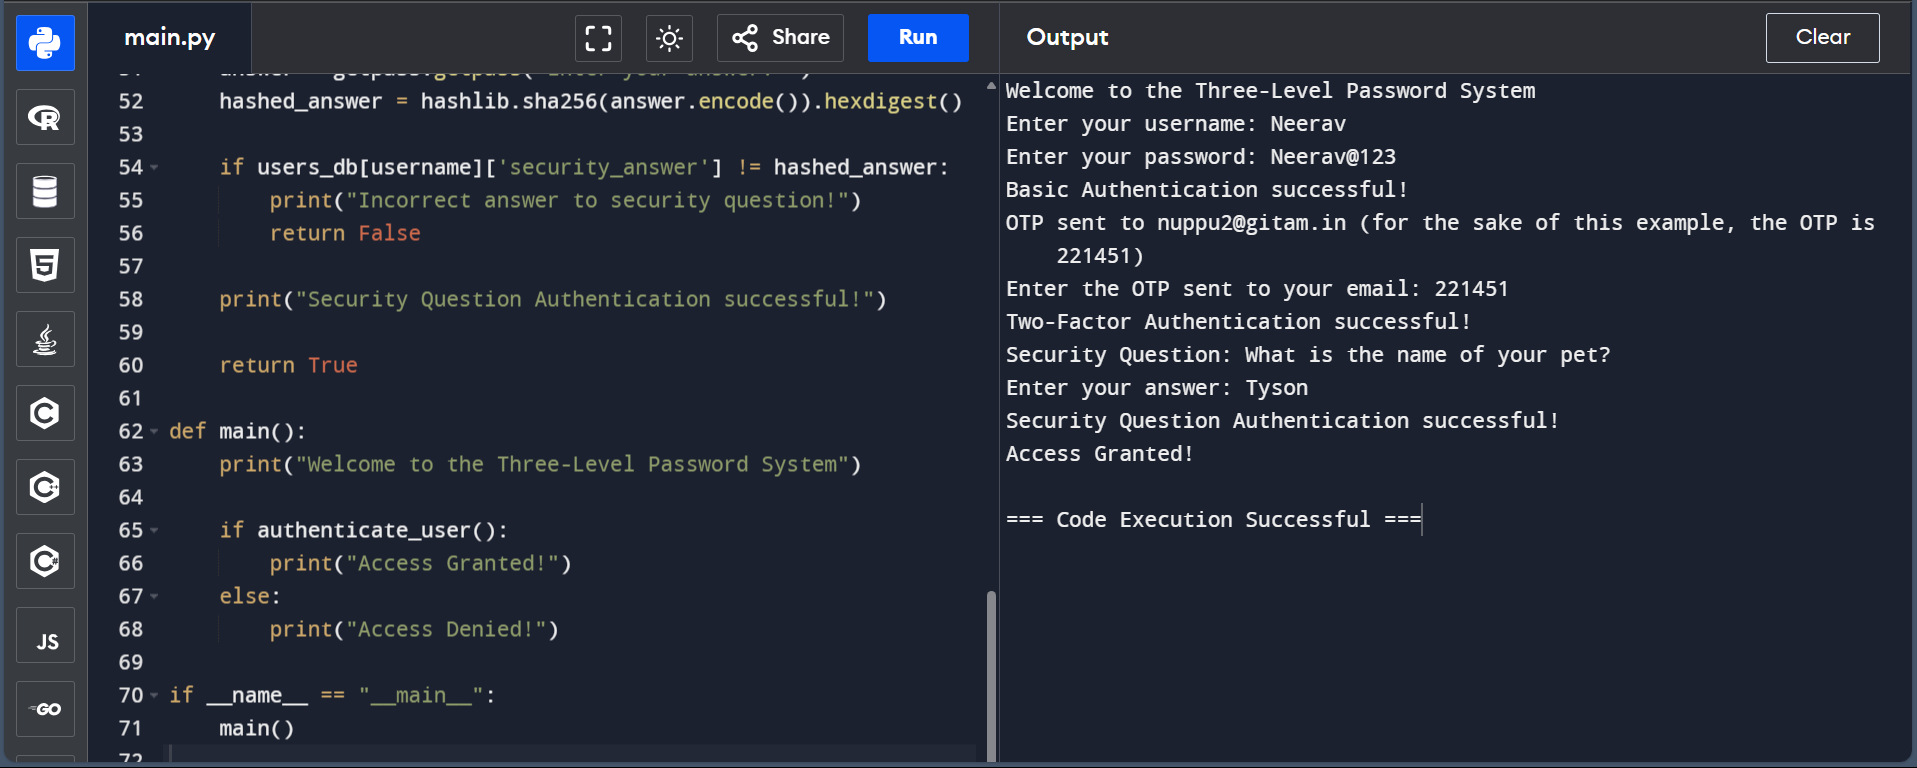 main.py
Share
Run
Output
Clear
52 hashed_answer = hashlib.sha256(answer.encode()).hexdigest()
53
54 if users_db[username]['security_answer'] != hashed_answer:
55 print("Incorrect answer to security question!")
56 return False
57
58 print("Security Question Authentication successful!")
59
60 return True
61
62 def main():
63 print("Welcome to the Three-Level Password System")
64
65 if authenticate_user():
66 print("Access Granted!")
67 else:
68 print("Access Denied!")
69
70 if __name__ == "__main__":
71 main()
72
Welcome to the Three-Level Password System
Enter your username: Neerav
Enter your password: Neerav@123
Basic Authentication successful!
OTP sent to nuppu2@gitam.in (for the sake of this example, the OTP is
221451)
Enter the OTP sent to your email: 221451
Two-Factor Authentication successful!
Security Question: What is the name of your pet?
Enter your answer: Tyson
Security Question Authentication successful!
Access Granted!
=== Code Execution Successful ===
R
5
C
C++
C#
JS
GO